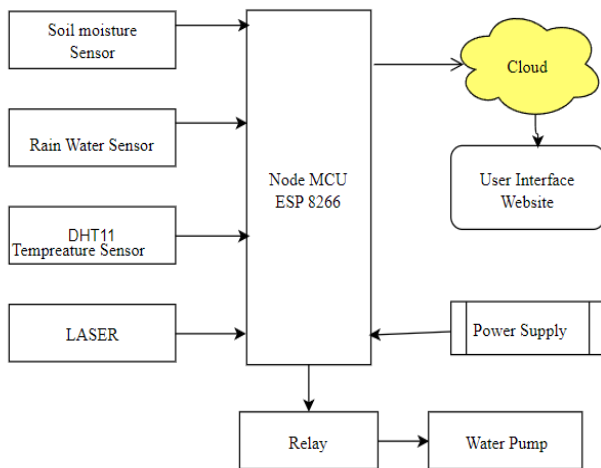 Soil moisture
Sensor
Rain Water Sensor
DHT11
Tempreature Sensor
LASER
Node MCU
ESP 8266
Cloud
User Interface
Website
Power Supply
Relay
Water Pump